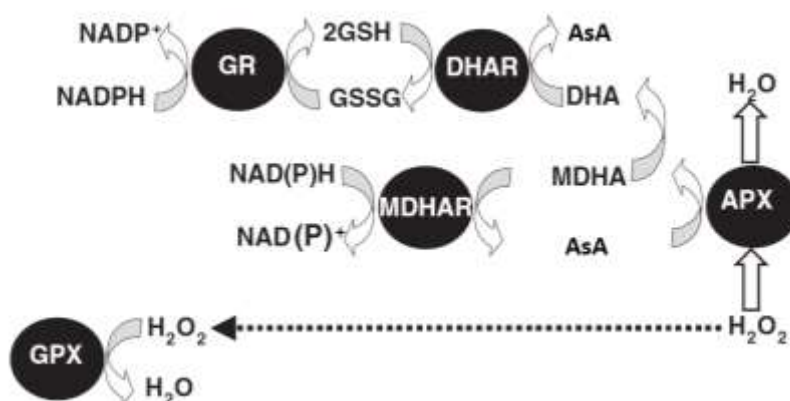 NADP⁺ 2GSH AsA
GR DHAR
NADPH GSSG DHA H₂O
NAD(P)H MDHA
MDHAR APX
NAD(P)⁺ AsA
H₂O₂ H₂O₂
GPX
H₂O